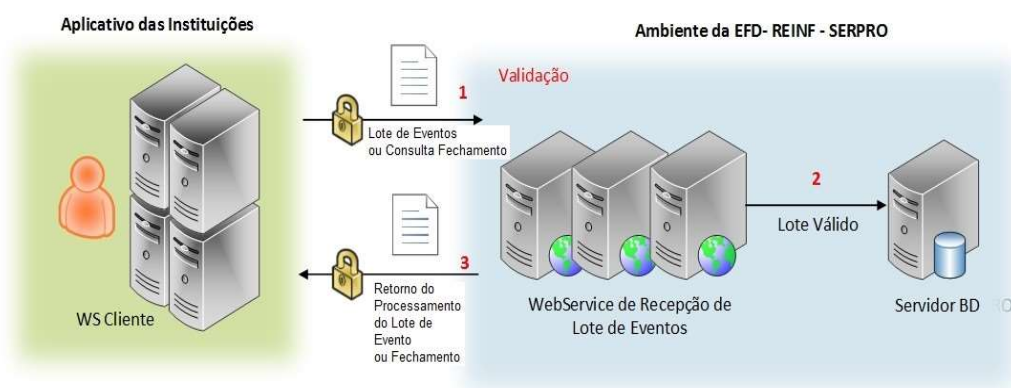 Aplicativo das Instituições
Ambiente da EFD- REINF - SERPRO
Validação
1
Lote de Eventos
ou Consulta Fechamento
2
Lote Válido
3
Retorno do
Processamento
do Lote de
Evento
ou Fechamento
WS Cliente
WebService de Recepção de
Lote de Eventos
Servidor BD